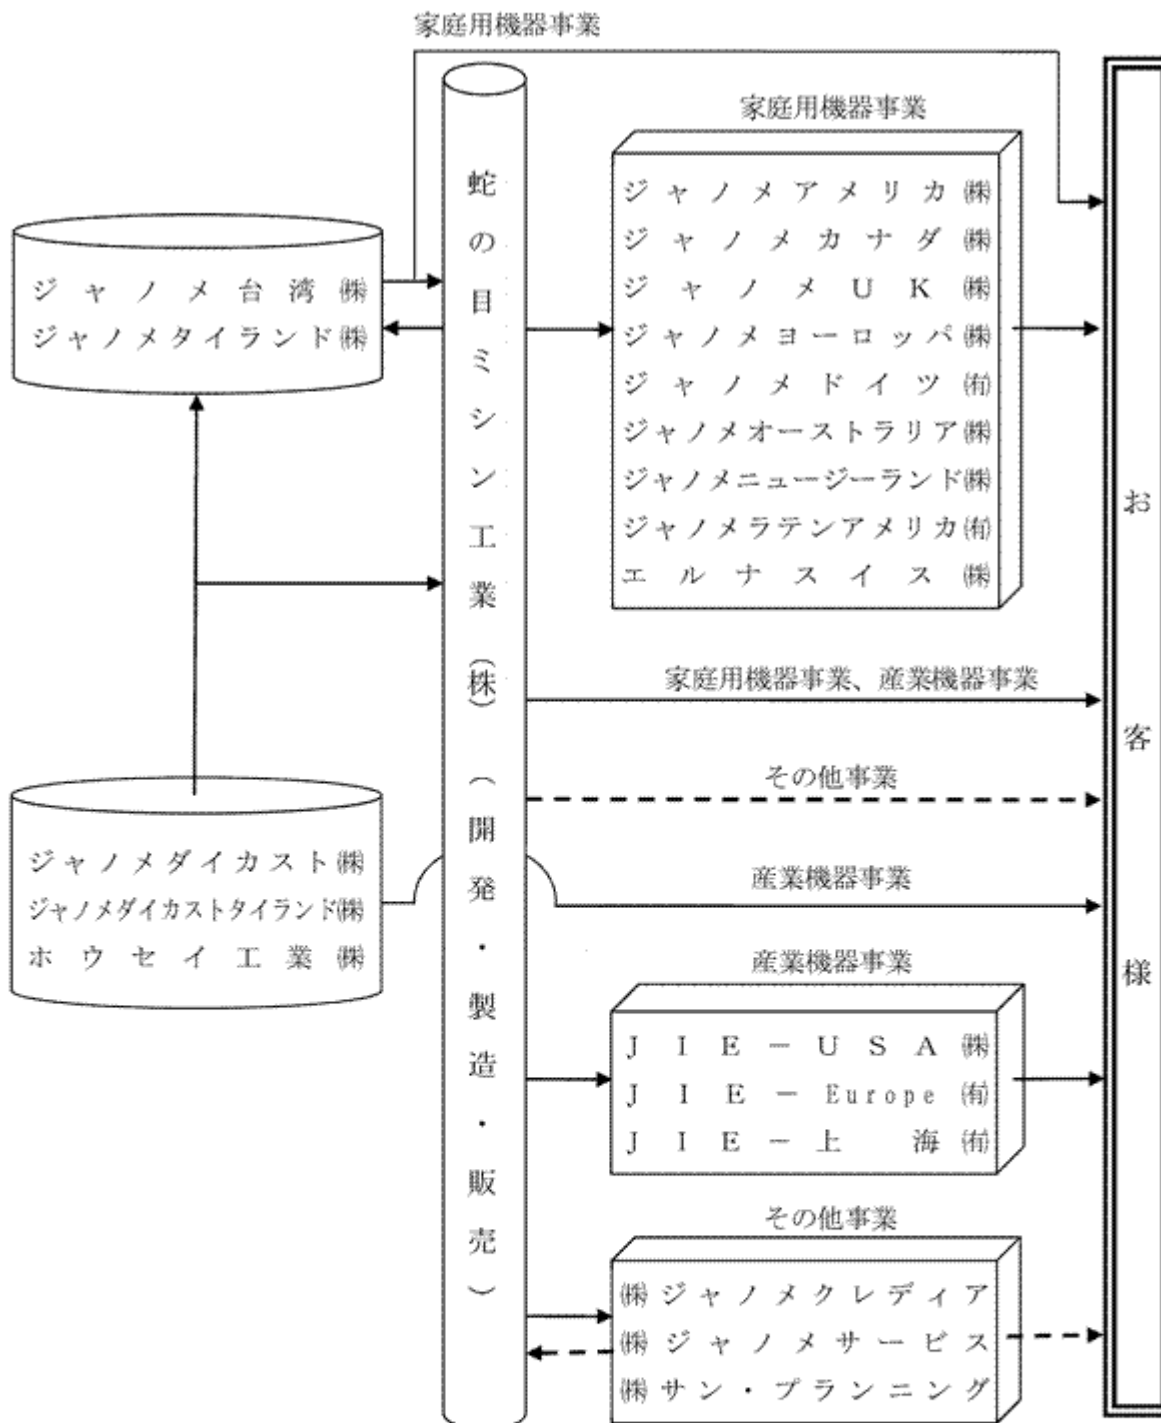 家庭用機器事業
蛇の目ミシン工業(株)(開発・製造・販売)
ジャノメ台湾㈱
ジャノメタイランド㈱
ジャノメダイカスト㈱
ジャノメダイカストタイランド㈱
ホウセイ工業㈱
家庭用機器事業
ジャノメアメリカ㈱
ジャノメカナダ㈱
ジャノメUK㈱
ジャノメヨーロッパ㈱
ジャノメドイツ㈲
ジャノメオーストラリア㈱
ジャノメニュージーランド㈱
ジャノメラテンアメリカ㈲
エルナスイス㈱
家庭用機器事業、産業機器事業
その他事業
産業機器事業
産業機器事業
JIE－USA㈱
JIE－Europe㈲
JIE－上海㈲
その他事業
㈱ジャノメクレディア
㈱ジャノメサービス
㈱サン・プランニング
お客様